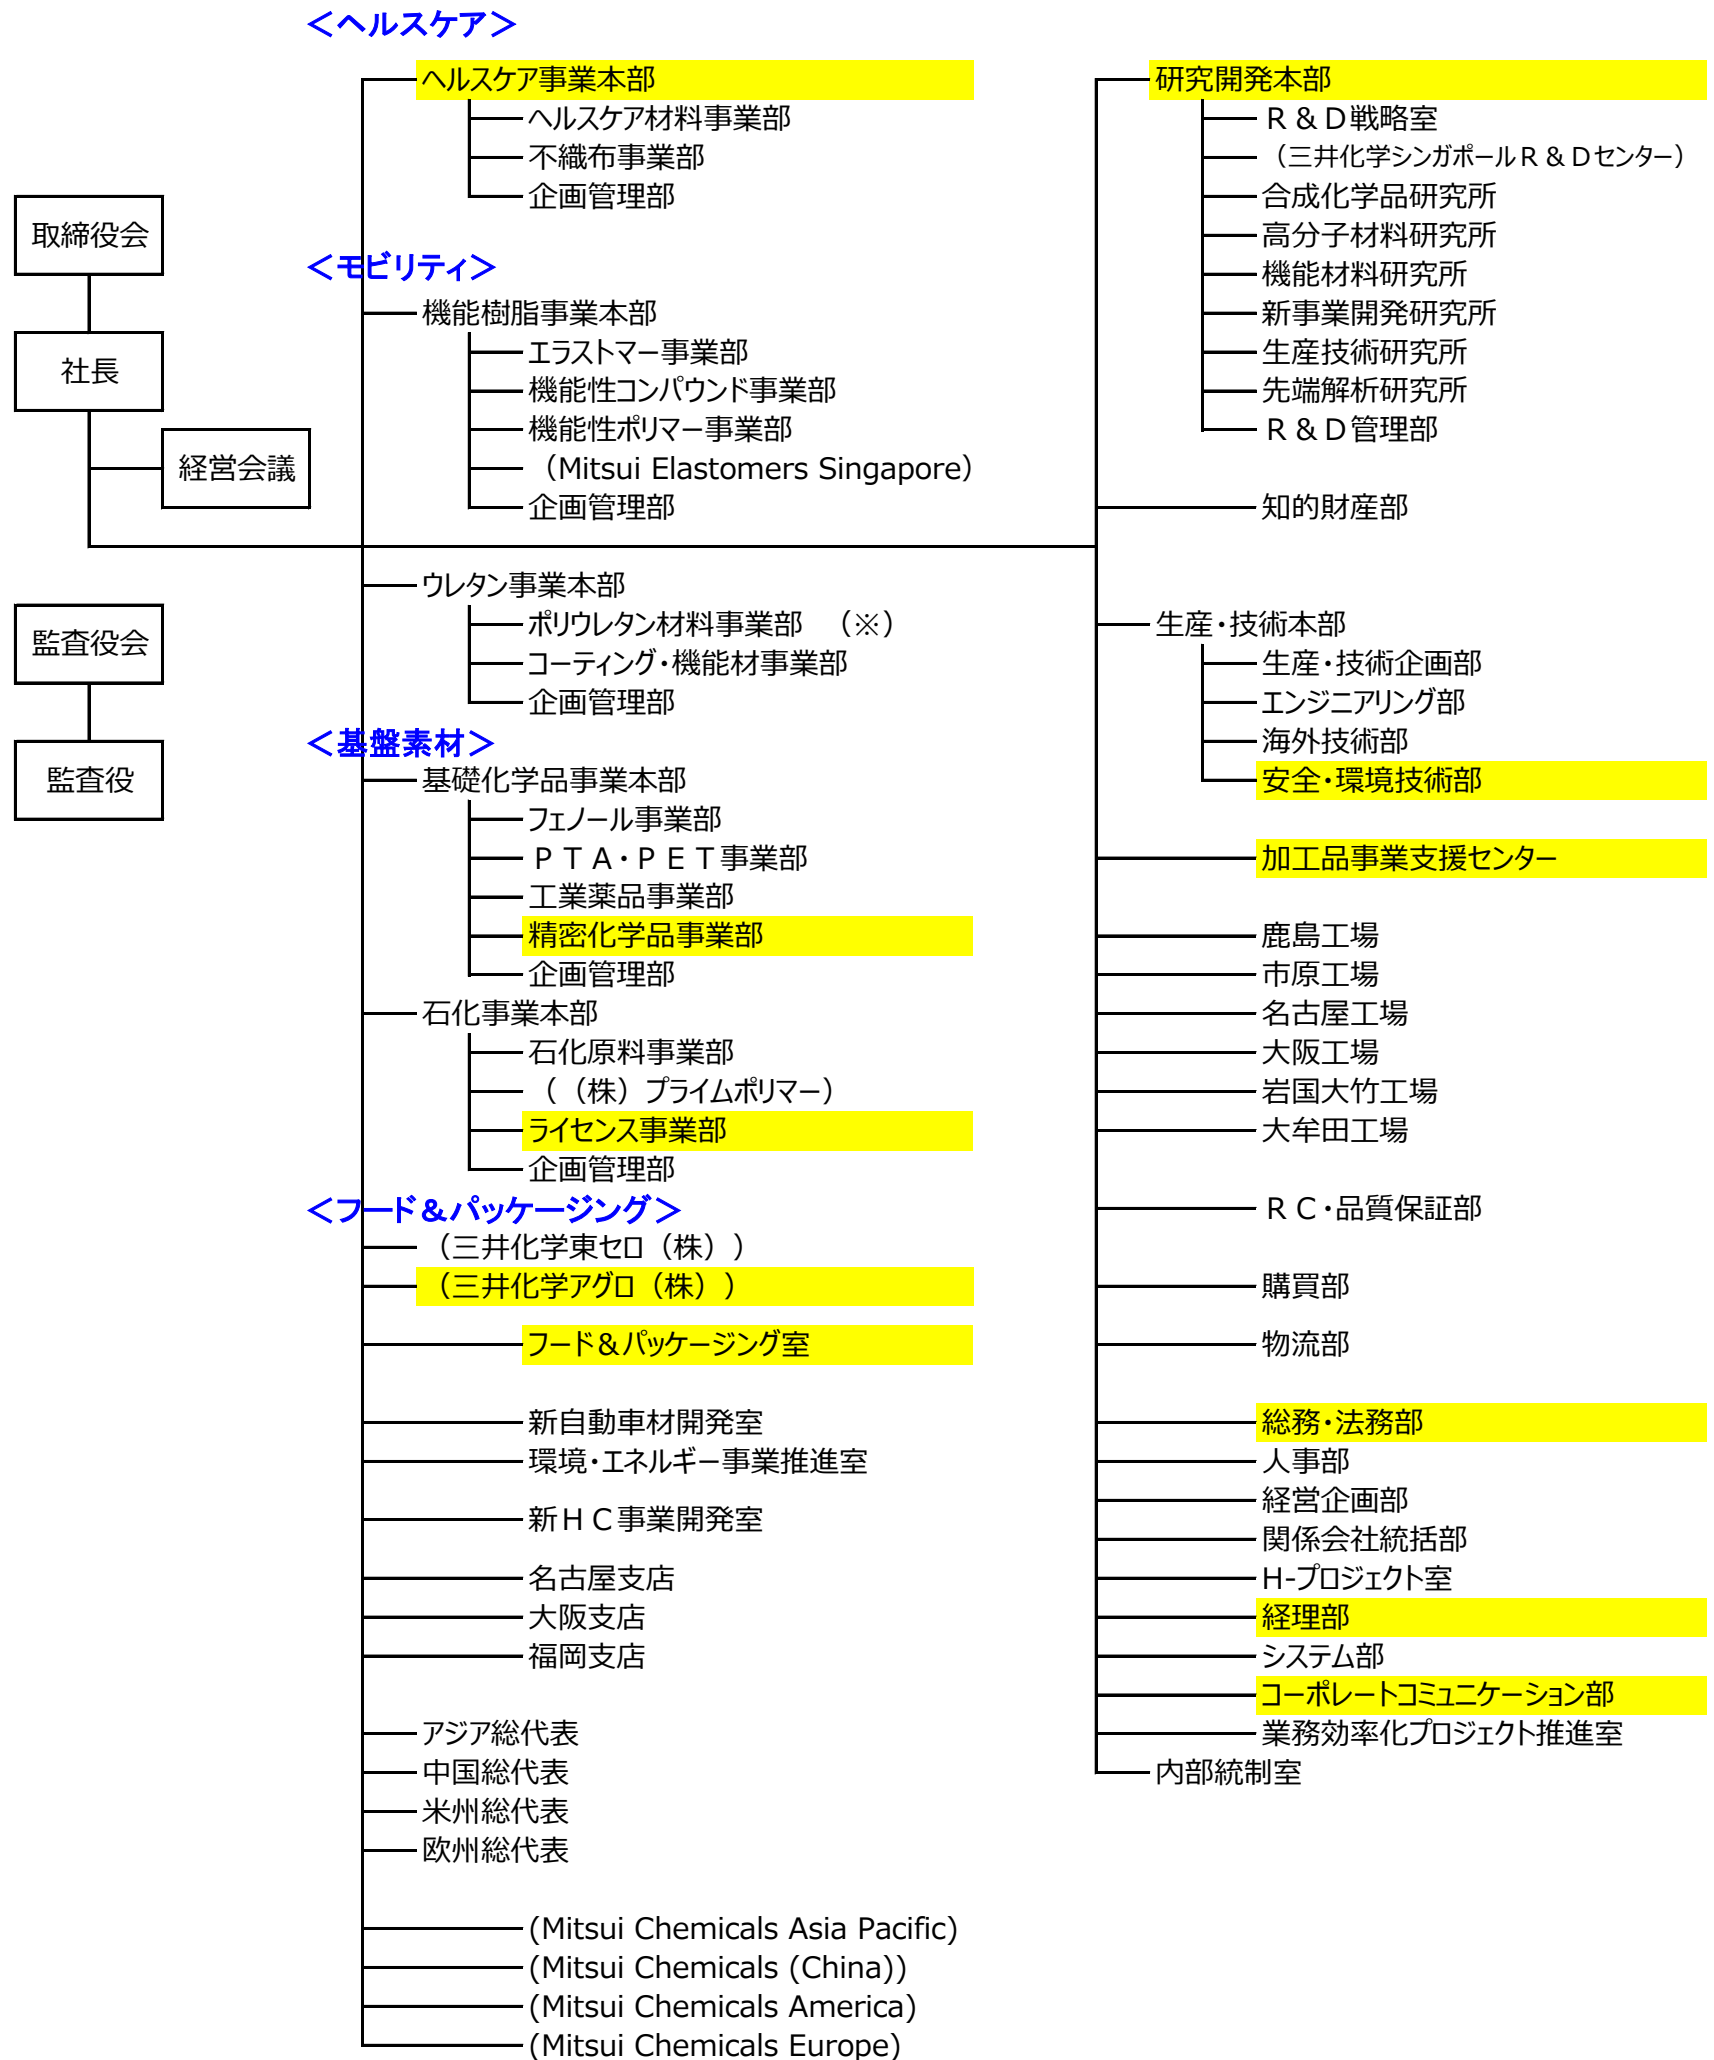 ＜ヘルスケア＞
ヘルスケア事業本部
ヘルスケア材料事業部
不織布事業部
企画管理部
取締役会
社長
経営会議
監査役会
監査役
＜モビリティ＞
機能樹脂事業本部
エラストマー事業部
機能性コンパウンド事業部
機能性ポリマー事業部
（Mitsui Elastomers Singapore）
企画管理部
ウレタン事業本部
ポリウレタン材料事業部　（※）
コーティング・機能材事業部
企画管理部
＜基盤素材＞
基礎化学品事業本部
フェノール事業部
ＰＴＡ・ＰＥＴ事業部
工業薬品事業部
精密化学品事業部
企画管理部
石化事業本部
石化原料事業部
（（株）プライムポリマー）
ライセンス事業部
企画管理部
＜フード＆パッケージング＞
（三井化学東セロ（株））
（三井化学アグロ（株））
フード＆パッケージング室
新自動車材開発室
環境・エネルギー事業推進室
新ＨＣ事業開発室
名古屋支店
大阪支店
福岡支店
アジア総代表
中国総代表
米州総代表
欧州総代表
(Mitsui Chemicals Asia Pacific)
(Mitsui Chemicals (China))
(Mitsui Chemicals America)
(Mitsui Chemicals Europe)
研究開発本部
Ｒ＆Ｄ戦略室
（三井化学シンガポールＲ＆Ｄセンター）
合成化学品研究所
高分子材料研究所
機能材料研究所
新事業開発研究所
生産技術研究所
先端解析研究所
Ｒ＆Ｄ管理部
知的財産部
生産・技術本部
生産・技術企画部
エンジニアリング部
海外技術部
安全・環境技術部
加工品事業支援センター
鹿島工場
市原工場
名古屋工場
大阪工場
岩国大竹工場
大牟田工場
ＲＣ・品質保証部
購買部
物流部
総務・法務部
人事部
経営企画部
関係会社統括部
H-プロジェクト室
経理部
システム部
コーポレートコミュニケーション部
業務効率化プロジェクト推進室
内部統制室